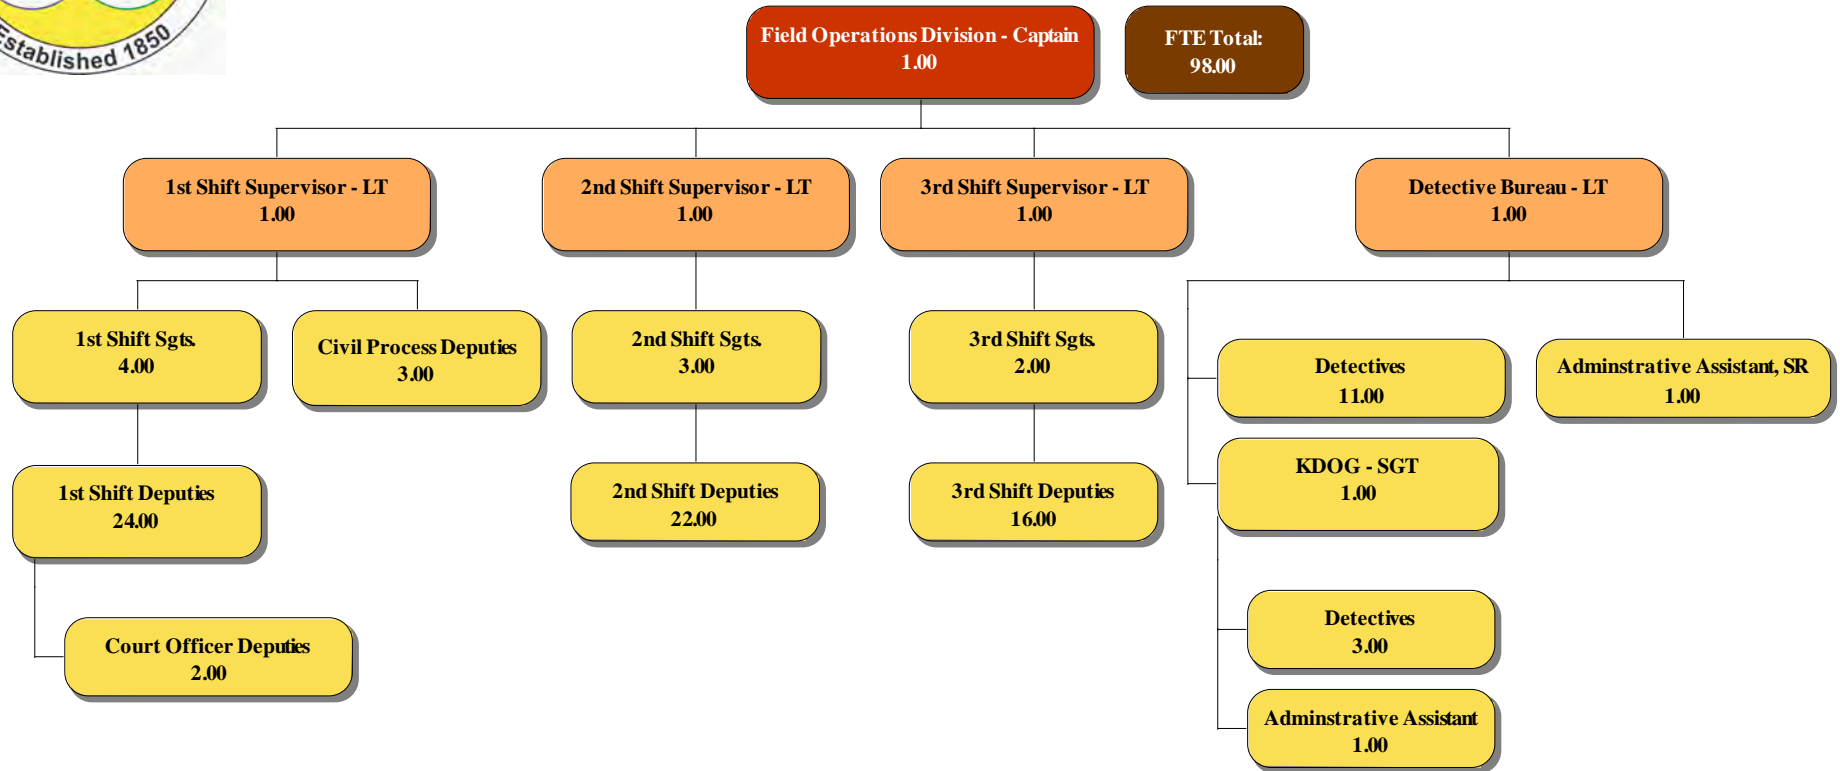 Established 1850
Field Operations Division - Captain
1.00
FTE Total:
98.00
1st Shift Supervisor - LT
1.00
2nd Shift Supervisor - LT
1.00
3rd Shift Supervisor - LT
1.00
Detective Bureau - LT
1.00
1st Shift Sgts.
4.00
Civil Process Deputies
3.00
2nd Shift Sgts.
3.00
3rd Shift Sgts.
2.00
Detectives
11.00
Adminstrative Assistant, SR
1.00
KDOG - SGT
1.00
1st Shift Deputies
24.00
2nd Shift Deputies
22.00
3rd Shift Deputies
16.00
Court Officer Deputies
2.00
Detectives
3.00
Adminstrative Assistant
1.00